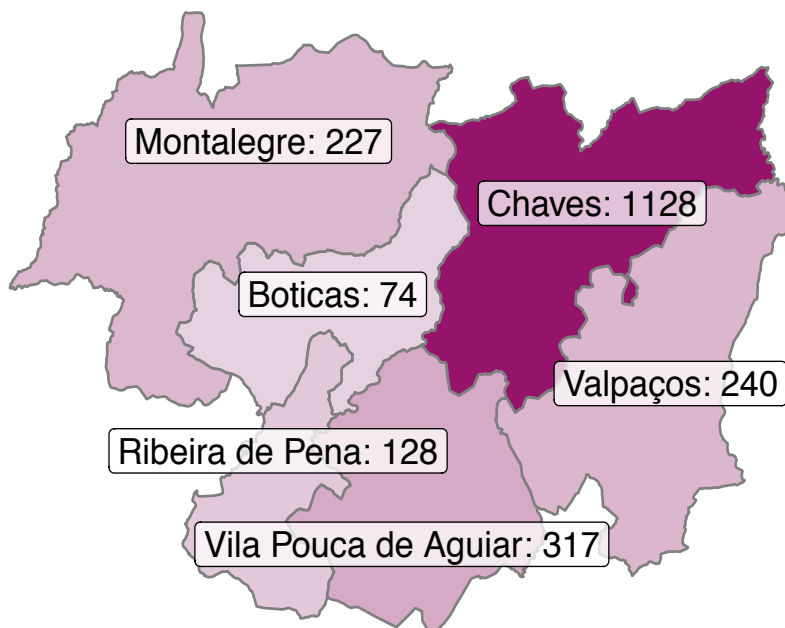 Montalegre: 227
Chaves: 1128
Boticas: 74
Valpaços: 240
Ribeira de Pena: 128
Vila Pouca de Aguiar: 317